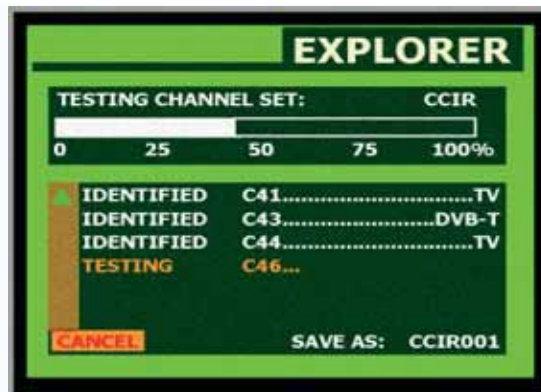 EXPLORER
TESTING CHANNEL SET: CCIR
0 25 50 75 100%
IDENTIFIED C41..............................TV
IDENTIFIED C43.........................DVB-T
IDENTIFIED C44..............................TV
TESTING C46...
CANCEL SAVE AS: CCIR001